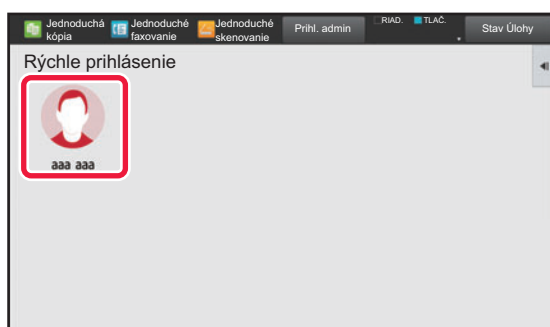 Jednoduchá kópia
Jednoduché faxovanie
Jednoduché skenovanie
Prihl. admin
RIAD.
TLAČ.
Stav Úlohy
Rýchle prihlásenie
aaa aaa